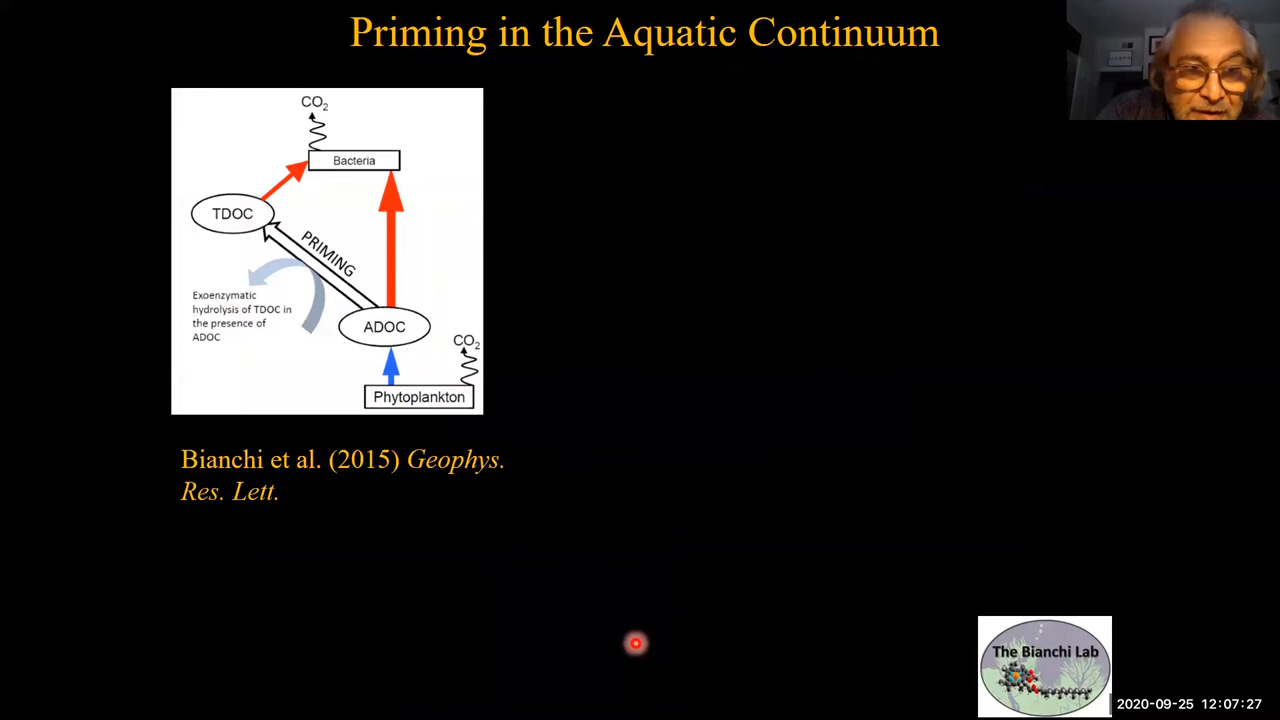 Priming in the Aquatic Continuum
CO2
Bacteria
TDOC
PRIMING
Exoenzymatic
hydrolysis of TDOC in
the presence of
ADOC
ADOC
CO2
Phytoplankton
Bianchi et al. (2015) Geophys.
Res. Lett.
The Bianchi Lab
2020-09-25 12:07:27